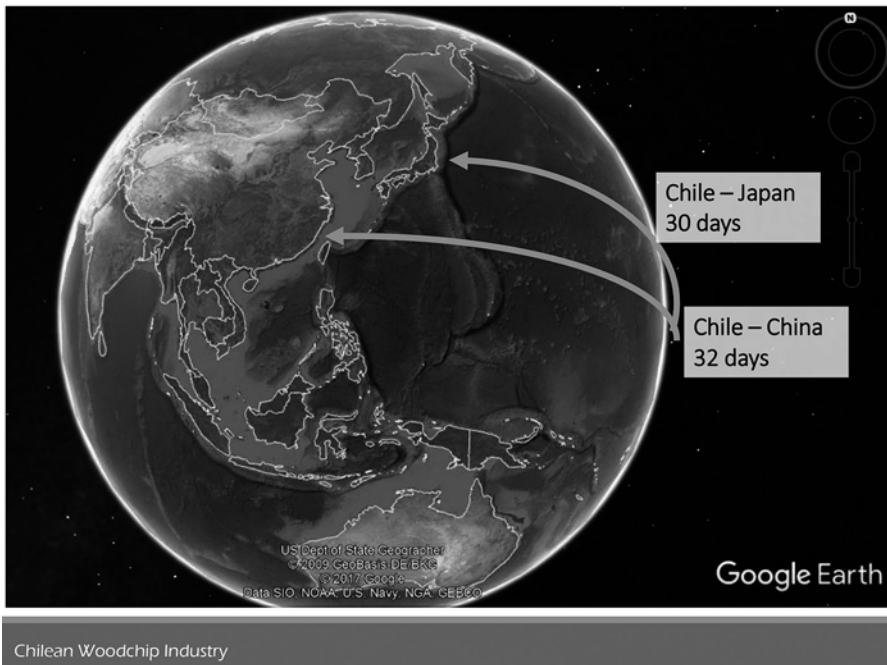 N
Chile – Japan
30 days
Chile – China
32 days
US Dept of State Geographer
© 2009 GeoBasis-DE/BKG
© 2017 Google
Data SIO, NOAA, U.S. Navy, NGA, GEBCO
Google Earth
Chilean Woodchip Industry